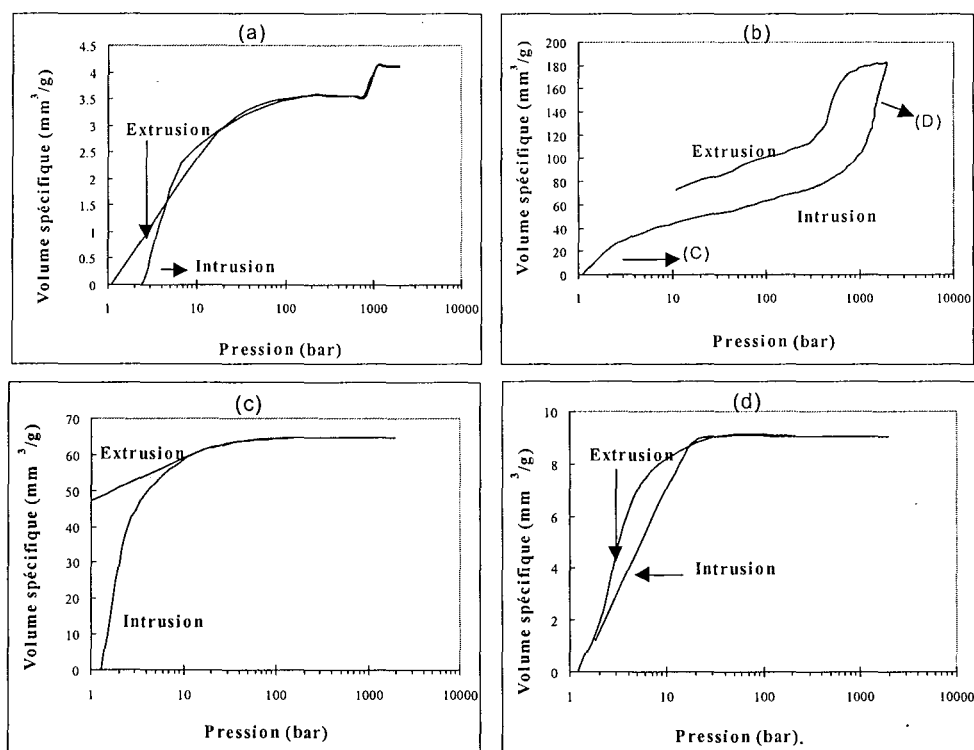 (a)
Volume spécifique (mm³/g)
4.5
4
3.5
3
2.5
2
1.5
1
0.5
0
Extrusion
Intrusion
1
10
100
1000
10000
Pression (bar)
(b)
Volume spécifique (mm³/g)
200
180
160
140
120
100
80
60
40
20
0
(D)
Extrusion
Intrusion
(C)
1
10
100
1000
10000
Pression (bar)
(c)
Volume spécifique (mm³/g)
70
60
50
40
30
20
10
0
Extrusion
Intrusion
1
10
100
1000
10000
Pression (bar)
(d)
Volume spécifique (mm³/g)
10
8
6
4
2
0
Extrusion
Intrusion
1
10
100
1000
10000
Pression (bar).